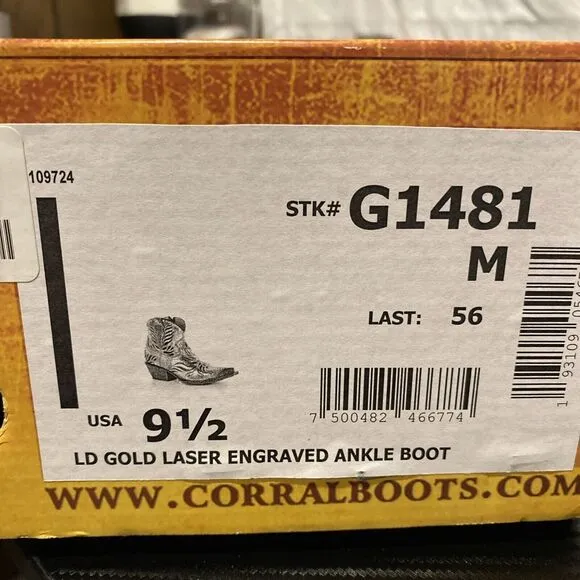 109724
STK# G1481
M
LAST: 56
USA 9½
7 500482 466774
LD GOLD LASER ENGRAVED ANKLE BOOT
WWW.CORRALBOOTS.COM